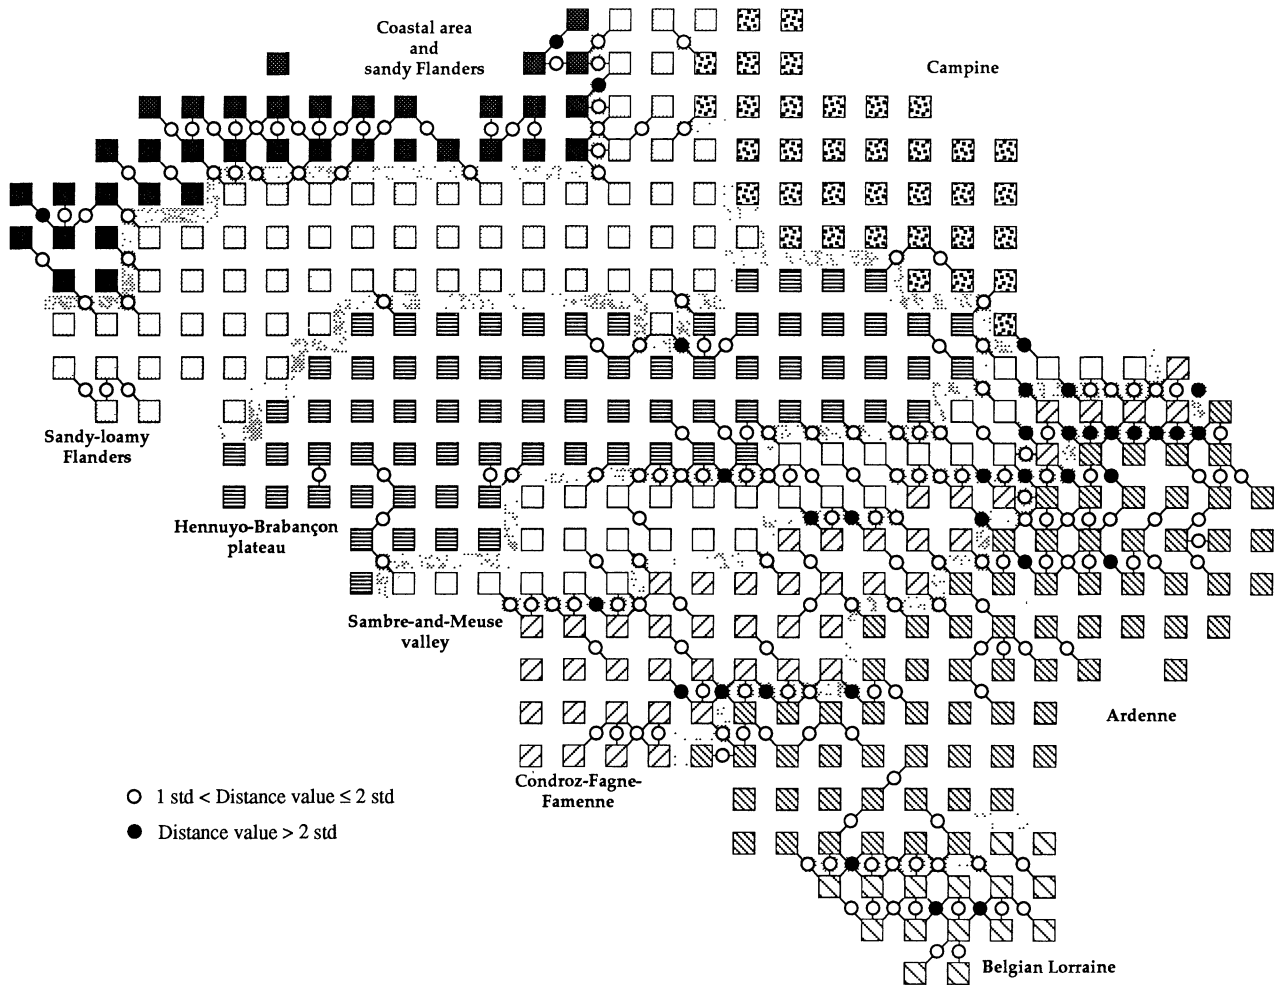 Coastal area
and
sandy Flanders
Campine
Sandy-loamy
Flanders
Hennuyo-Brabançon
plateau
Sambre-and-Meuse
valley
Ardenne
Condroz-Fagne-
Famenne
1 std < Distance value ≤ 2 std
Distance value > 2 std
Belgian Lorraine